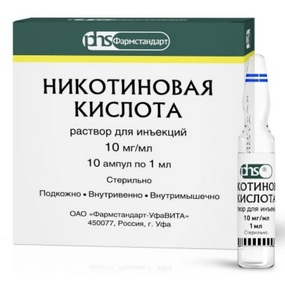 phs Фармстандарт
НИКОТИНОВАЯ
КИСЛОТА
раствор для инъекций
10 мг/мл
10 ампул по 1 мл
Стерильно
Подкожно • Внутривенно • Внутримышечно
ОАО «Фармстандарт-УфаВИТА»
450077, Россия, г. Уфа
phs
НИКОТИНОВАЯ
КИСЛОТА
10 мг/мл
1 мл
Стерильно